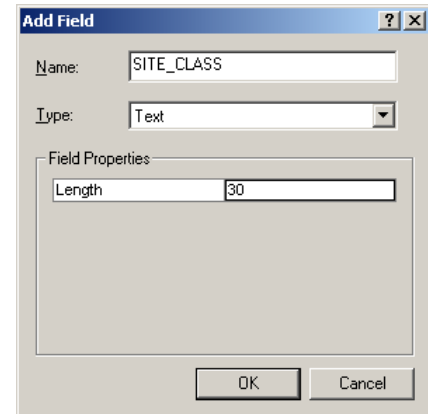 Add Field
Name: SITE_CLASS
Type: Text
Field Properties
Length 30
OK Cancel